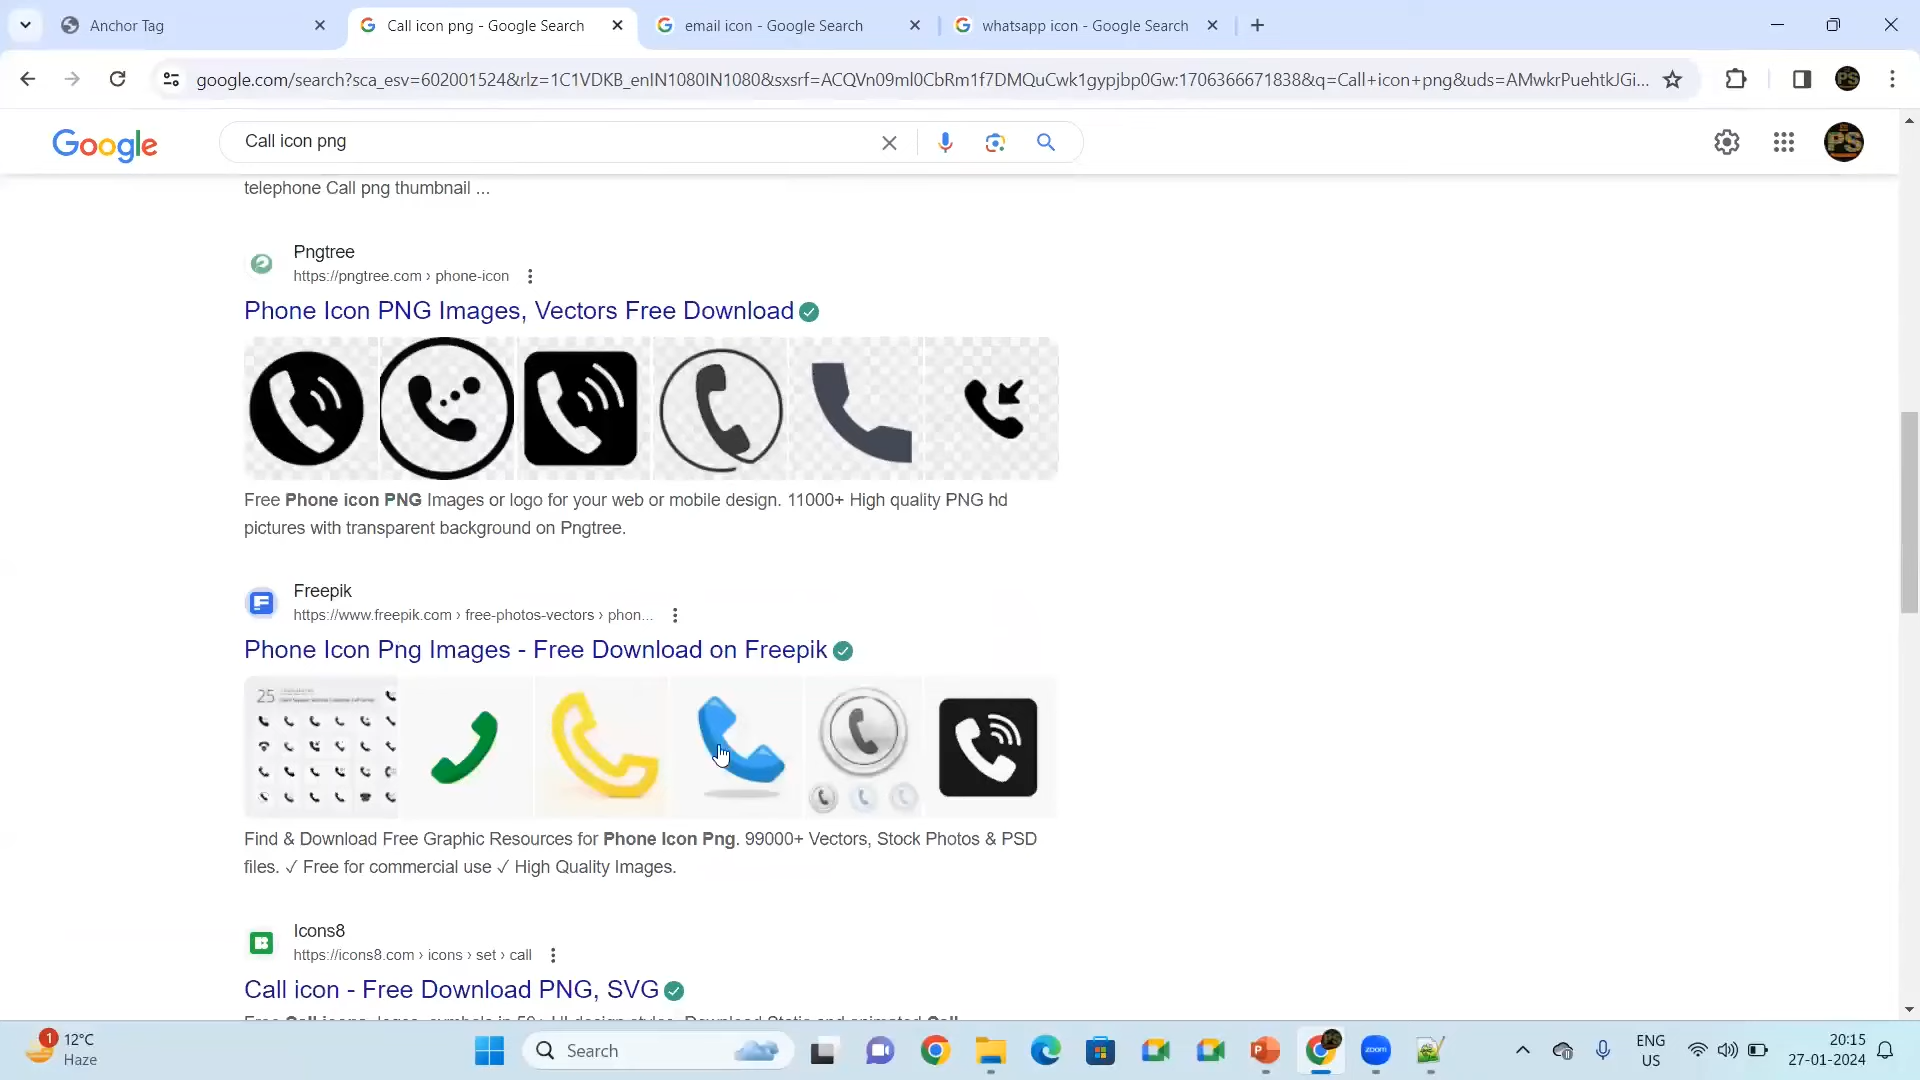 Anchor Tag
Call icon png - Google Search
email icon - Google Search
whatsapp icon - Google Search
google.com/search?sca_esv=602001524&rlz=1C1VDKB_enIN1080IN1080&sxsrf=ACQVn09ml0CbRm1f7DMQuCwk1gypjbp0Gw:1706366671838&q=Call+icon+png&uds=AMwkrPuehtkJGi...
PS
Google
Call icon png
PS
telephone Call png thumbnail ...
Pngtree
https://pngtree.com › phone-icon
Phone Icon PNG Images, Vectors Free Download
Free Phone icon PNG Images or logo for your web or mobile design. 11000+ High quality PNG hd
pictures with transparent background on Pngtree.
Freepik
https://www.freepik.com › free-photos-vectors › phon...
Phone Icon Png Images - Free Download on Freepik
25
Find & Download Free Graphic Resources for Phone Icon Png. 99000+ Vectors, Stock Photos & PSD
files. ✓ Free for commercial use ✓ High Quality Images.
Icons8
https://icons8.com › icons › set › call
Call icon - Free Download PNG, SVG
1
12°C
Haze
Search
zoom
ENG
US
20:15
27-01-2024